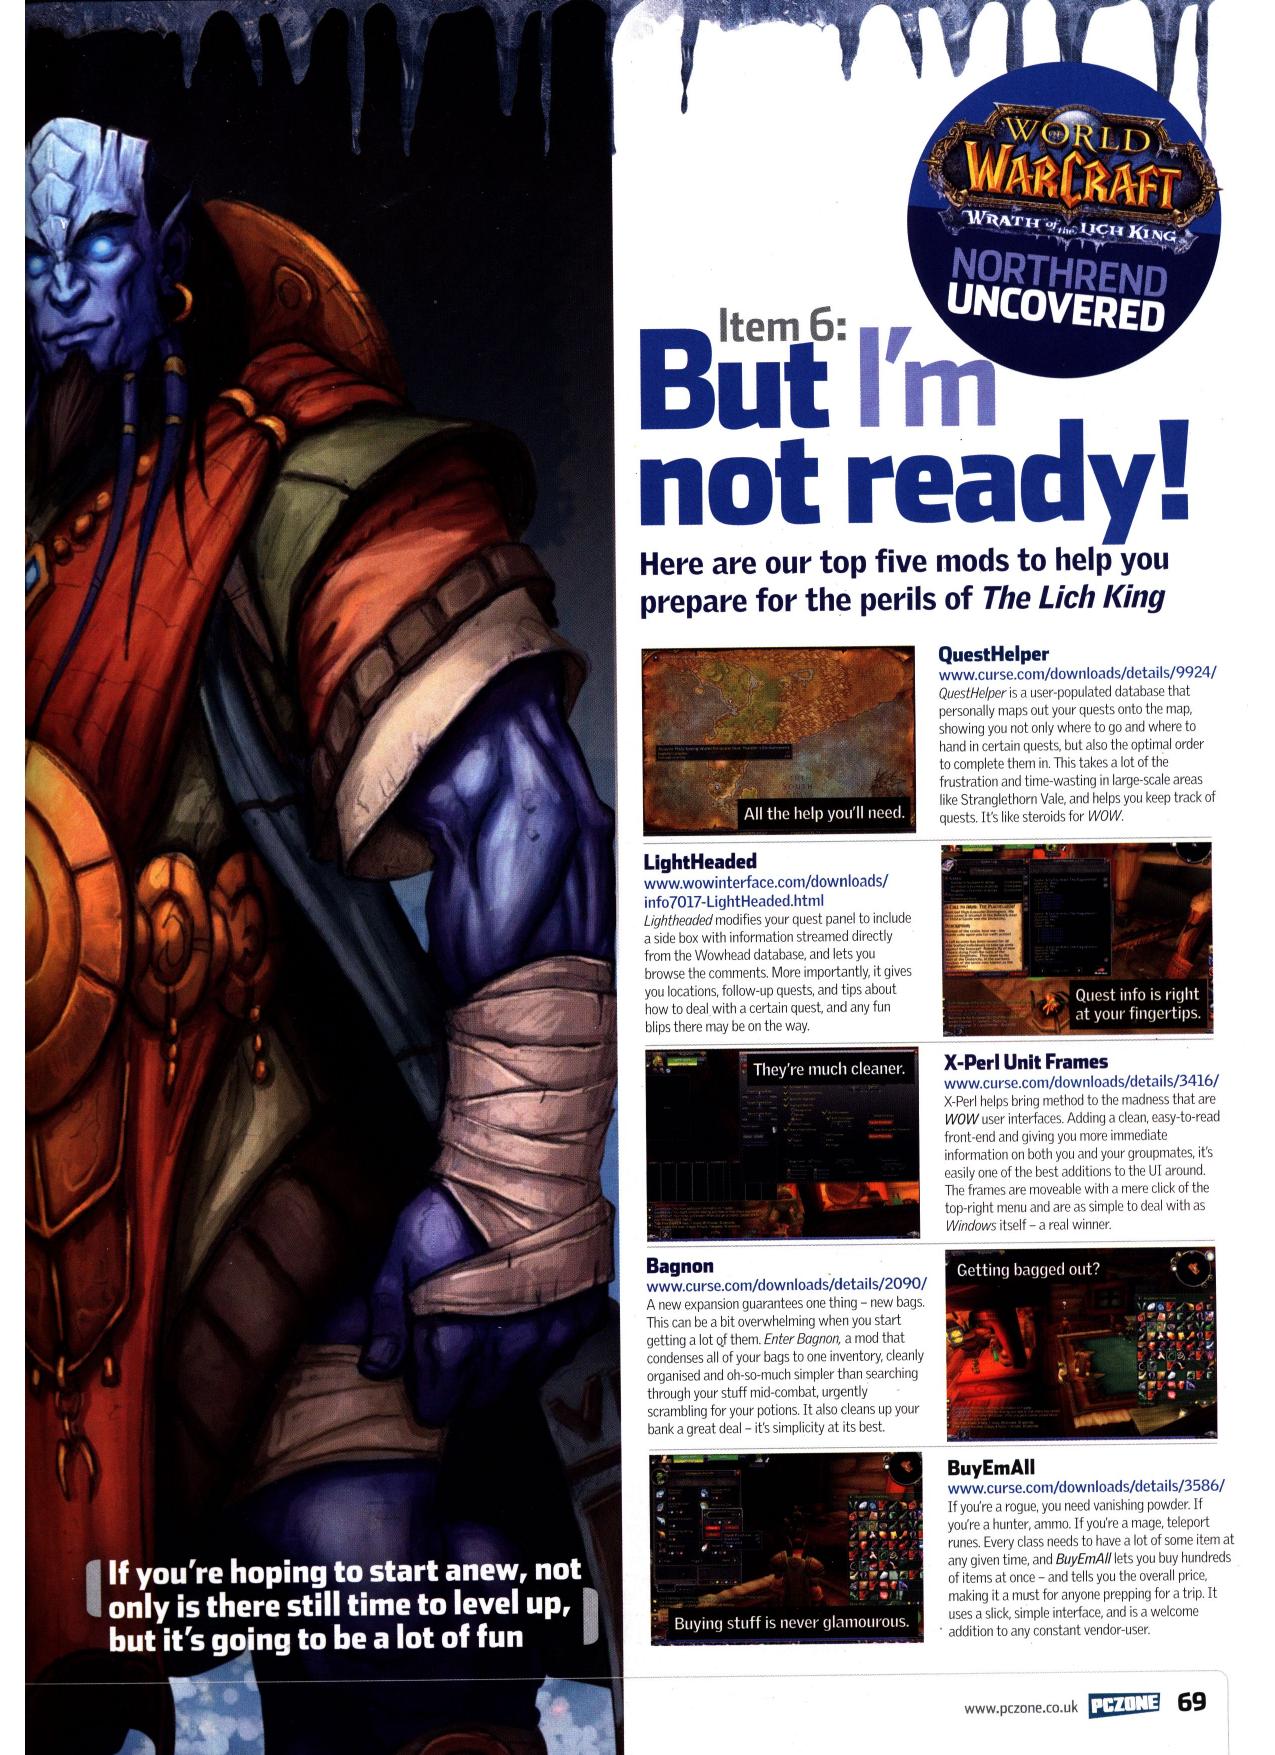 WORLD
OF
WARCRAFT
WRATH of the LICH KING
NORTHREND
UNCOVERED
Item 6:
But I'm
not ready!
Here are our top five mods to help you
prepare for the perils of The Lich King
All the help you'll need.
QuestHelper
www.curse.com/downloads/details/9924/
QuestHelper is a user-populated database that
personally maps out your quests onto the map,
showing you not only where to go and where to
hand in certain quests, but also the optimal order
to complete them in. This takes a lot of the
frustration and time-wasting in large-scale areas
like Stranglethorn Vale, and helps you keep track of
quests. It's like steroids for WOW.
LightHeaded
www.wowinterface.com/downloads/
info7017-LightHeaded.html
Lightheaded modifies your quest panel to include
a side box with information streamed directly
from the Wowhead database, and lets you
browse the comments. More importantly, it gives
you locations, follow-up quests, and tips about
how to deal with a certain quest, and any fun
blips there may be on the way.
Quest info is right
at your fingertips.
They're much cleaner.
X-Perl Unit Frames
www.curse.com/downloads/details/3416/
X-Perl helps bring method to the madness that are
WOW user interfaces. Adding a clean, easy-to-read
front-end and giving you more immediate
information on both you and your groupmates, it's
easily one of the best additions to the UI around.
The frames are moveable with a mere click of the
top-right menu and are as simple to deal with as
Windows itself – a real winner.
Bagnon
www.curse.com/downloads/details/2090/
A new expansion guarantees one thing – new bags.
This can be a bit overwhelming when you start
getting a lot of them. Enter Bagnon, a mod that
condenses all of your bags to one inventory, cleanly
organised and oh-so-much simpler than searching
through your stuff mid-combat, urgently
scrambling for your potions. It also cleans up your
bank a great deal – it's simplicity at its best.
Getting bagged out?
Buying stuff is never glamourous.
BuyEmAll
www.curse.com/downloads/details/3586/
If you're a rogue, you need vanishing powder. If
you're a hunter, ammo. If you're a mage, teleport
runes. Every class needs to have a lot of some item at
any given time, and BuyEmAll lets you buy hundreds
of items at once – and tells you the overall price,
making it a must for anyone prepping for a trip. It
uses a slick, simple interface, and is a welcome
addition to any constant vendor-user.
If you're hoping to start anew, not
only is there still time to level up,
but it's going to be a lot of fun
www.pczone.co.uk PCZONE 69